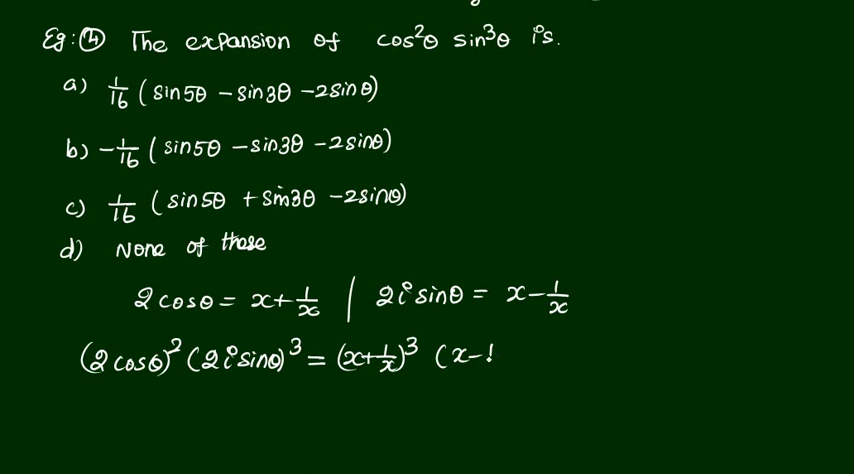 Eg:④ The expansion of cos²θ sin³θ is.
a) 1/16 (sin5θ - sin3θ - 2sinθ)
b) -1/16 (sin5θ - sin3θ - 2sinθ)
c) 1/16 (sin5θ + sin3θ - 2sinθ)
d) None of these
2cosθ = x+1/x | 2i sinθ = x-1/x
(2cosθ)² (2i sinθ)³ = (x+1/x)³ (x-